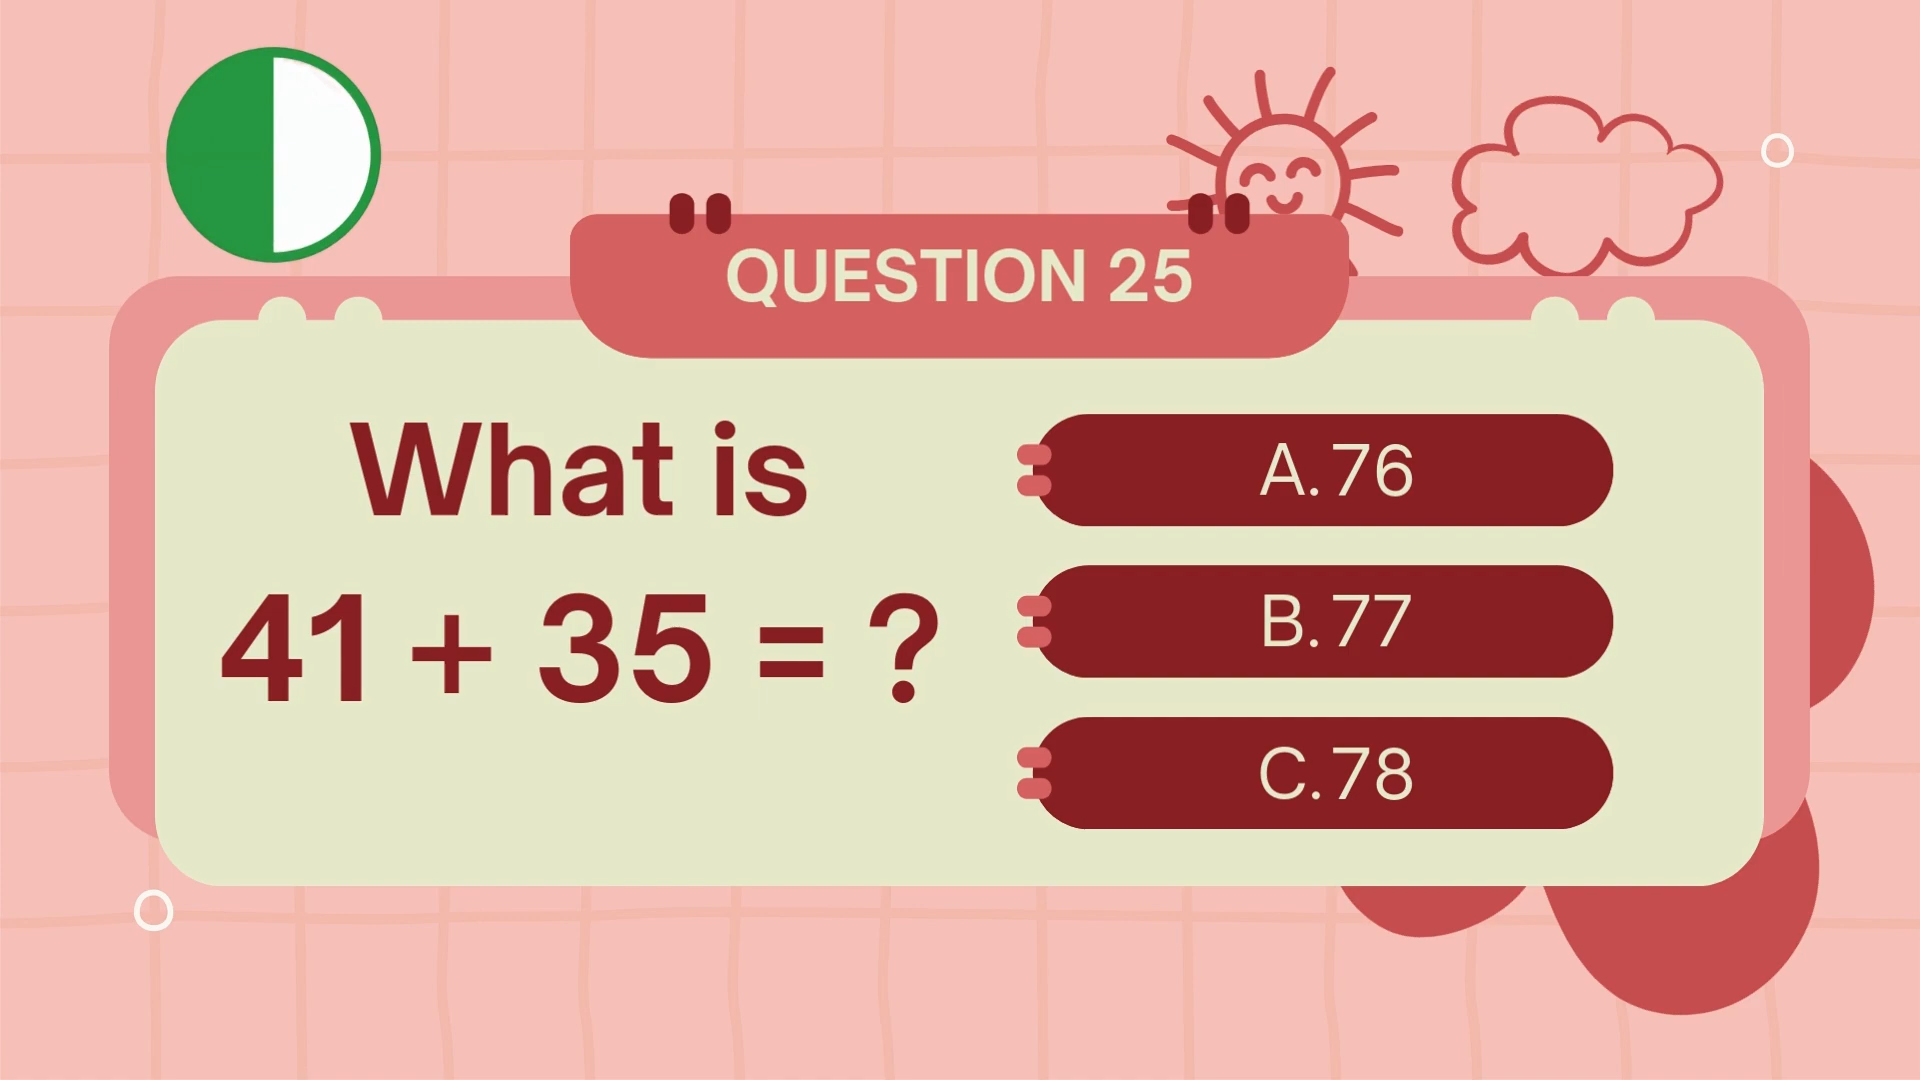 QUESTION 25
What is
41 + 35 = ?
A. 76
B. 77
C. 78